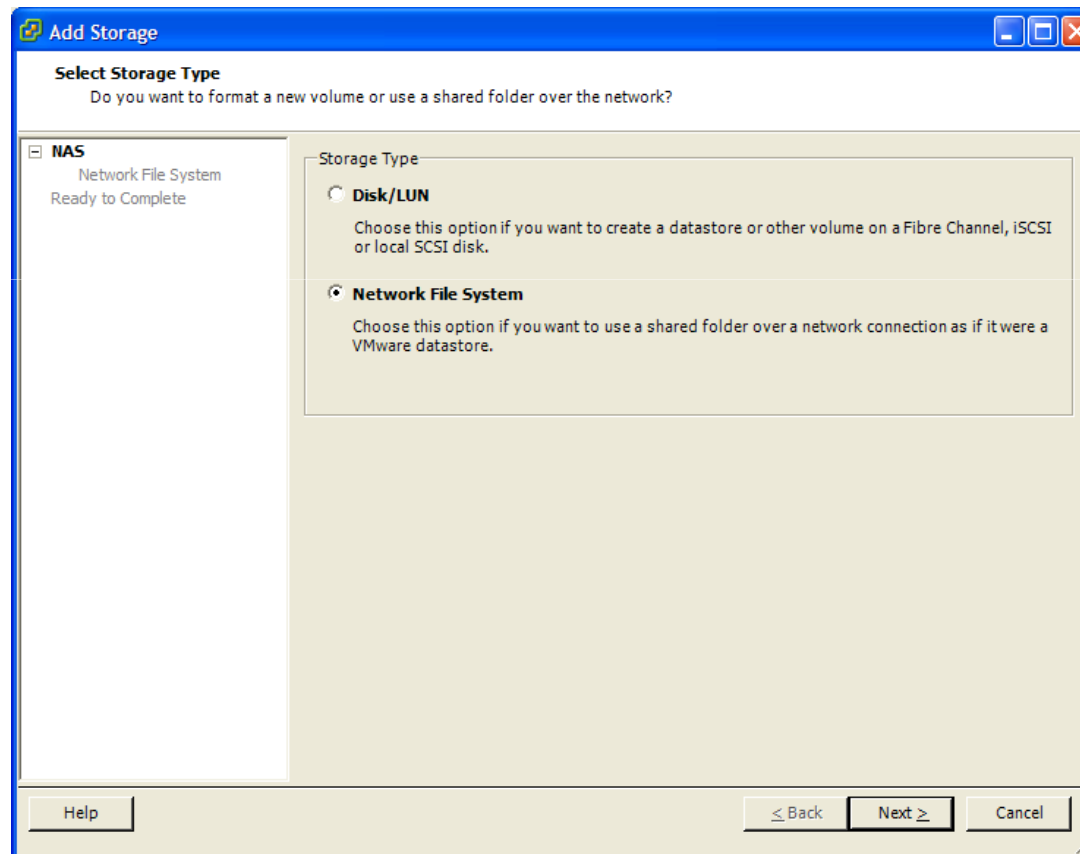 Add Storage
Select Storage Type
Do you want to format a new volume or use a shared folder over the network?
NAS
Network File System
Ready to Complete
Storage Type
Disk/LUN
Choose this option if you want to create a datastore or other volume on a Fibre Channel, iSCSI
or local SCSI disk.
Network File System
Choose this option if you want to use a shared folder over a network connection as if it were a
VMware datastore.
Help
< Back
Next >
Cancel